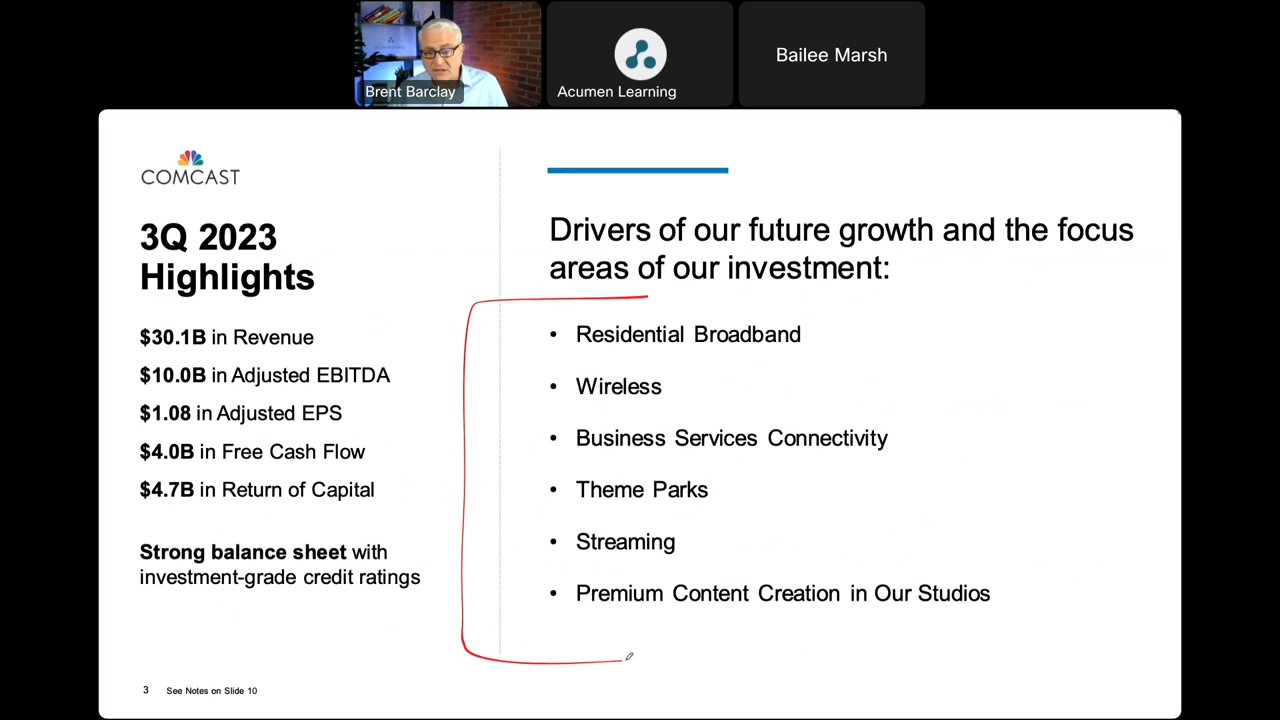 Brent Barclay
Acumen Learning
Bailee Marsh
COMCAST
3Q 2023
Highlights
$30.1B in Revenue
$10.0B in Adjusted EBITDA
$1.08 in Adjusted EPS
$4.0B in Free Cash Flow
$4.7B in Return of Capital
Strong balance sheet with
investment-grade credit ratings
Drivers of our future growth and the focus
areas of our investment:
• Residential Broadband
• Wireless
• Business Services Connectivity
• Theme Parks
• Streaming
• Premium Content Creation in Our Studios
3 See Notes on Slide 10